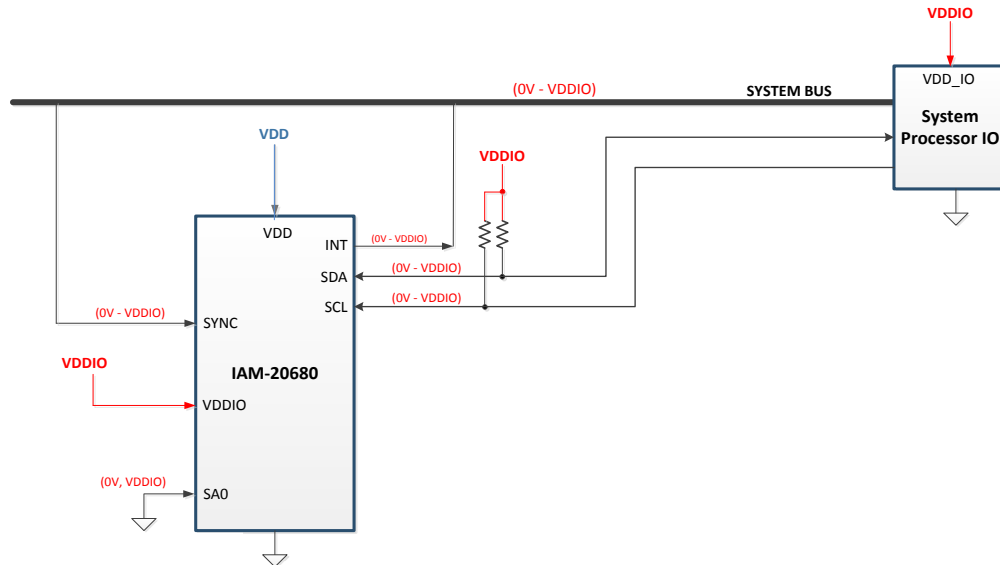 VDDIO
VDD_IO
(0V - VDDIO)
SYSTEM BUS
System
Processor IO
VDD
VDDIO
VDD
INT
(0V - VDDIO)
SDA
(0V - VDDIO)
SCL
(0V - VDDIO)
(0V - VDDIO)
SYNC
IAM-20680
VDDIO
VDDIO
(0V, VDDIO)
SA0